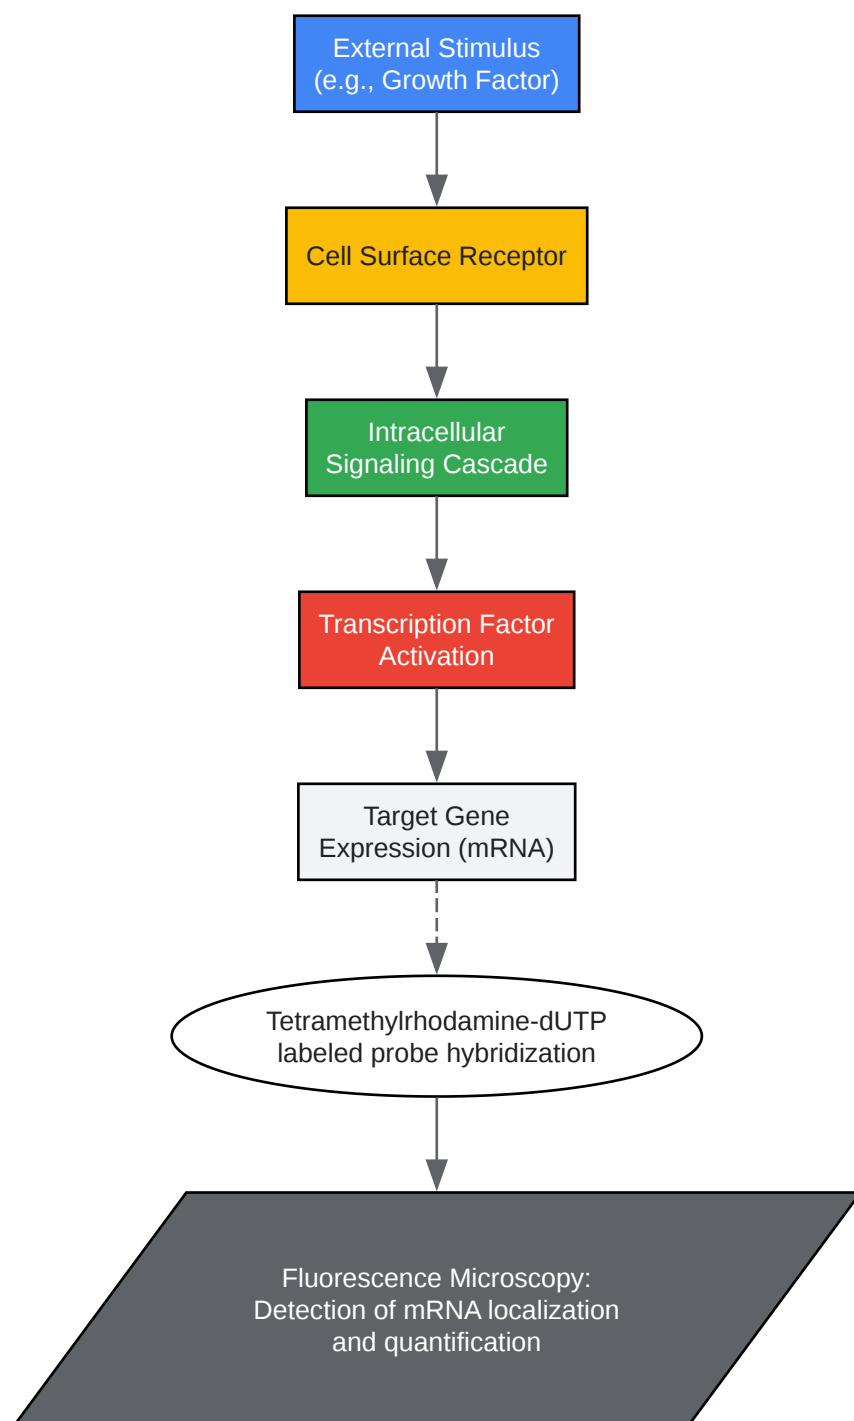 External Stimulus
(e.g., Growth Factor)
Cell Surface Receptor
Intracellular
Signaling Cascade
Transcription Factor
Activation
Target Gene
Expression (mRNA)
Tetramethylrhodamine-dUTP
labeled probe hybridization
Fluorescence Microscopy:
Detection of mRNA localization
and quantification